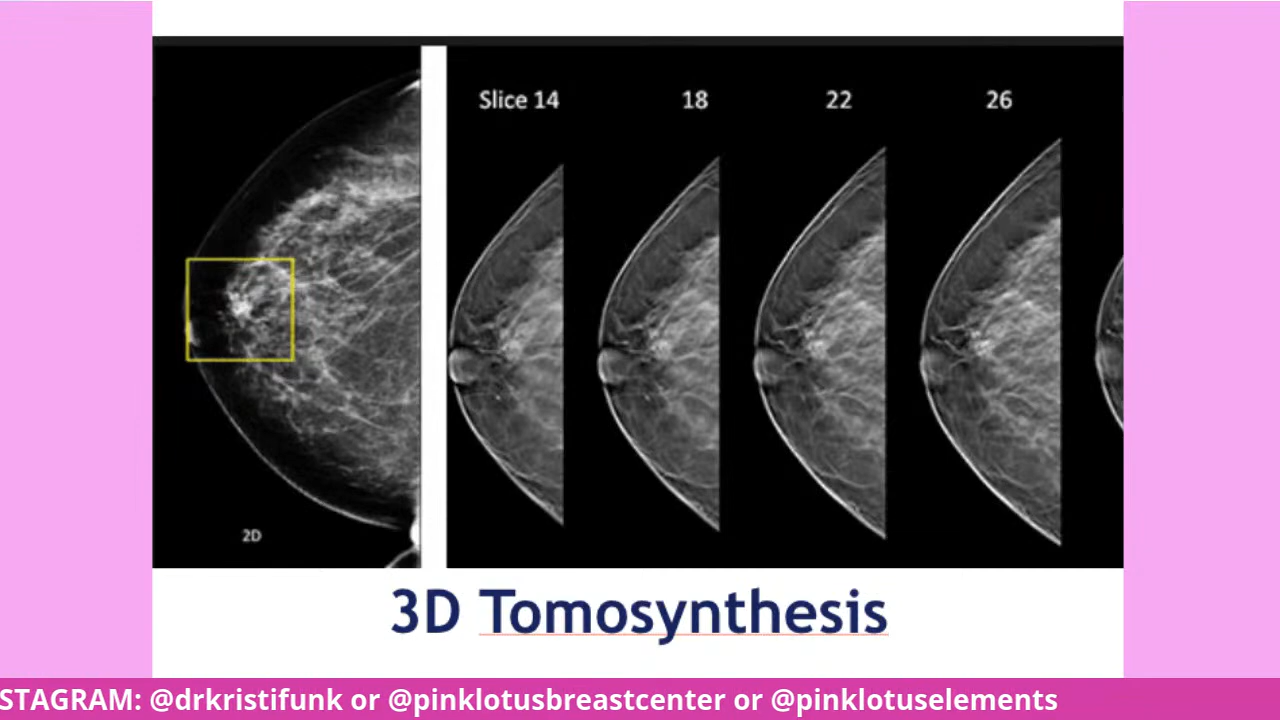 Slice 14 18 22 26
2D
3D Tomosynthesis
STAGRAM: @drkristifunk or @pinklotusbreastcenter or @pinklotuselements